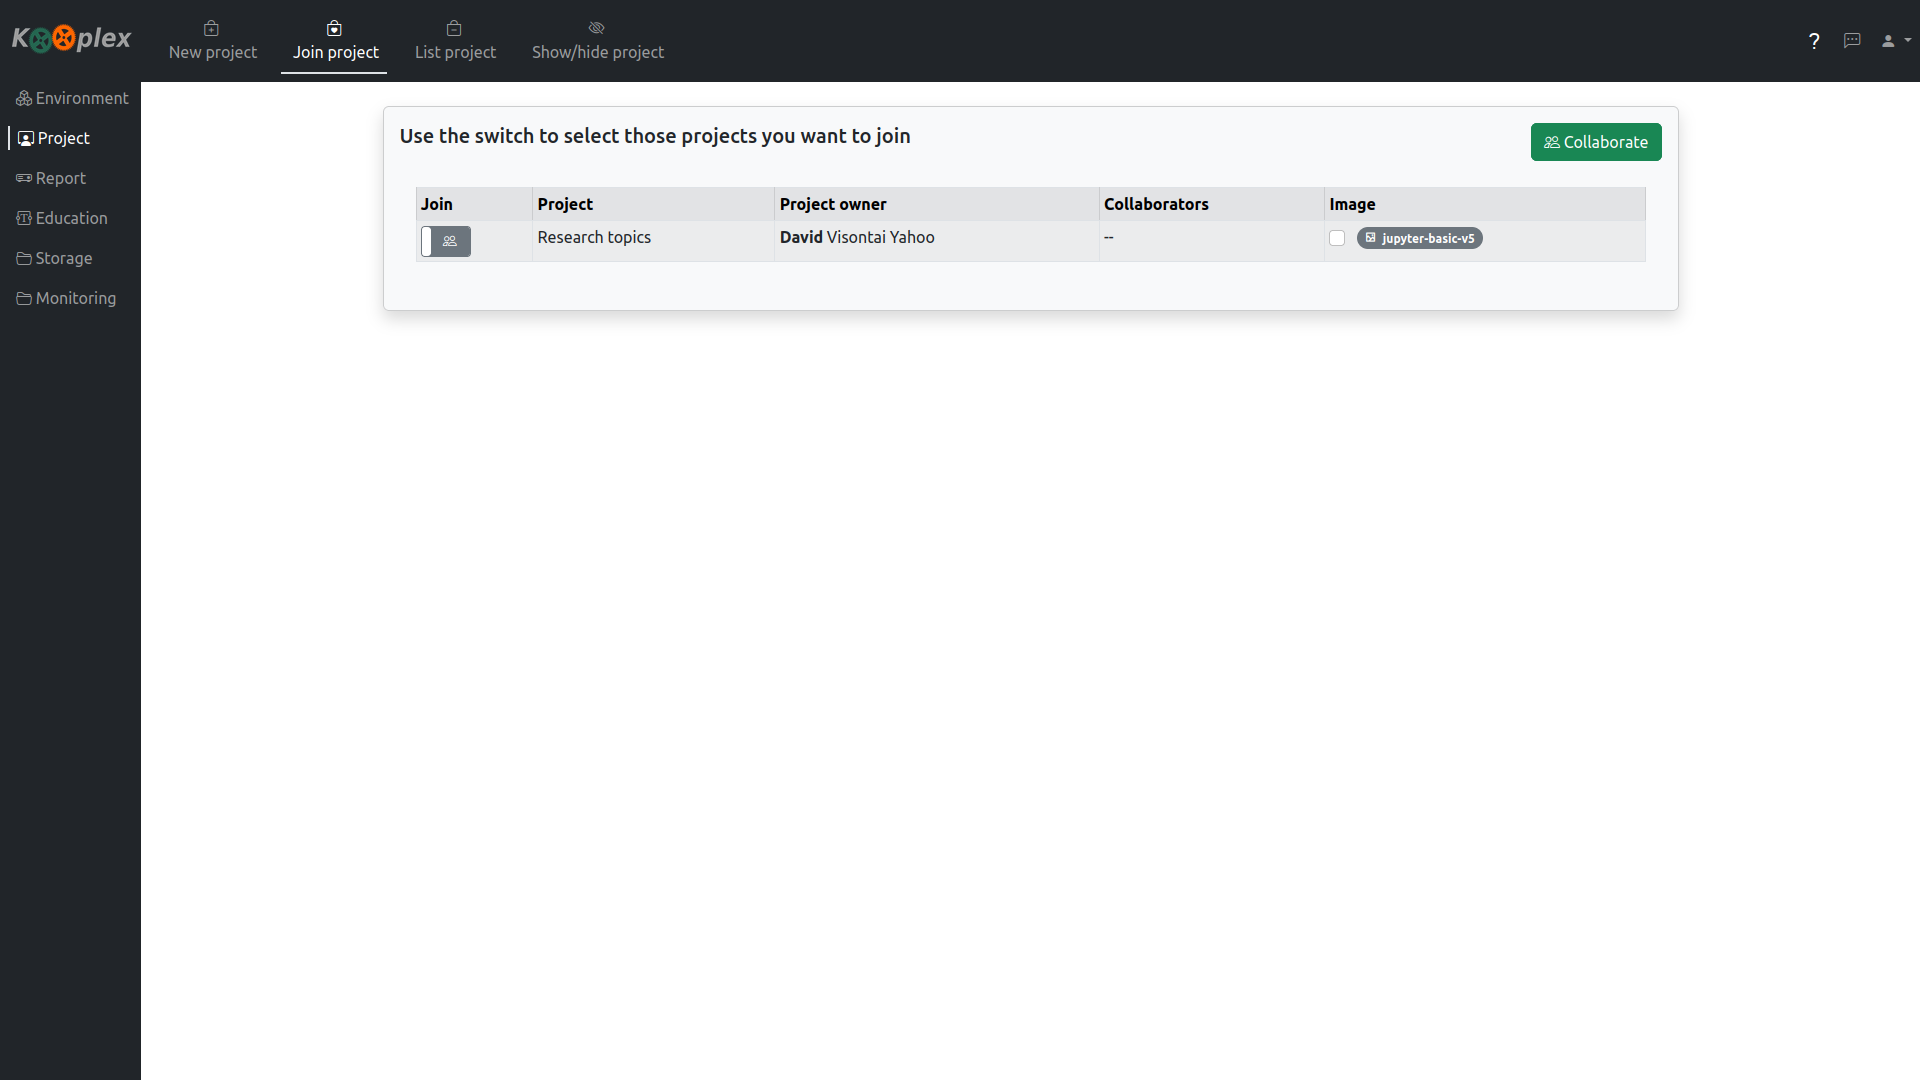 Kooplex
New project
Join project
List project
Show/hide project
?
Environment
Project
Report
Education
Storage
Monitoring
Use the switch to select those projects you want to join
Collaborate
Join Project Project owner Collaborators Image
Research topics David Visontai Yahoo -- jupyter-basic-v5